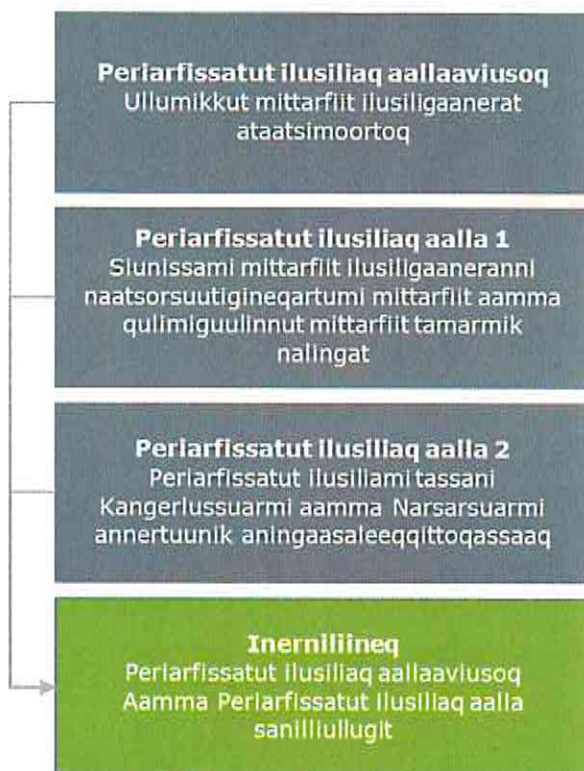 Periarfissatut ilusiliaq aallaaviusoq
Ullumikkut mittarfiit ilusiligaanerat
ataatsimoortoq
Periarfissatut ilusiliaq aalla 1
Siunissami mittarfiit ilusiligaaneranni
naatsorsuutigineqartumi mittarfiit aamma
qulimiguulinnut mittarfiit tamarmik
nalingat
Periarfissatut ilusiliaq aalla 2
Periarfissatut ilusiliami tassani
Kangerlussuarmi aamma Narsarsuarmi
annertuunik aningaasaleeqqittoqassaaq
Inerniliineq
Periarfissatut ilusiliaq aallaaviusoq
Aamma Periarfissatut ilusiliaq aalla
sanilliullugit